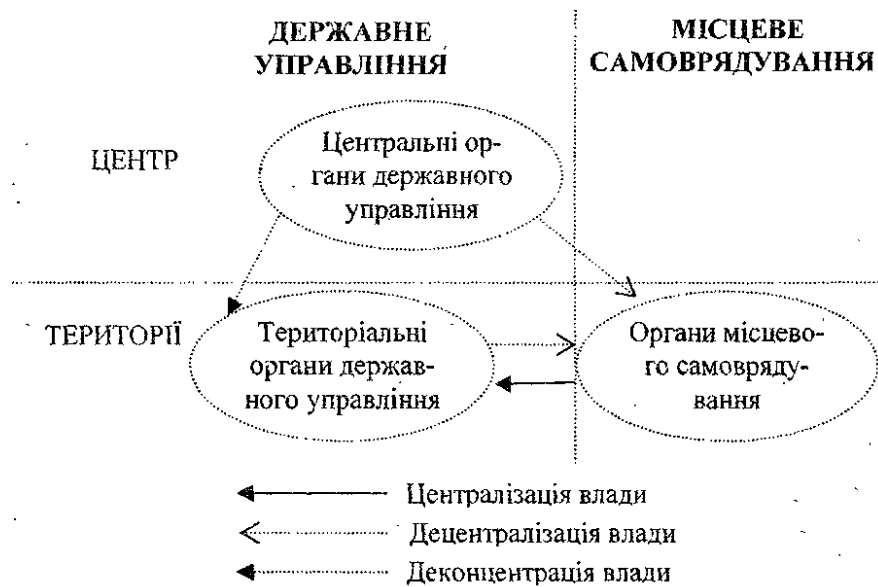 ДЕРЖАВНЕ
УПРАВЛІННЯ
МІСЦЕВЕ
САМОВРЯДУВАННЯ
ЦЕНТР
Центральні ор-
гани державного
управління
ТЕРИТОРІЇ
Територіальні
органи держав-
ного управління
Органи місцево-
го самовряду-
вання
Централізація влади
Децентралізація влади
Деконцентрація влади